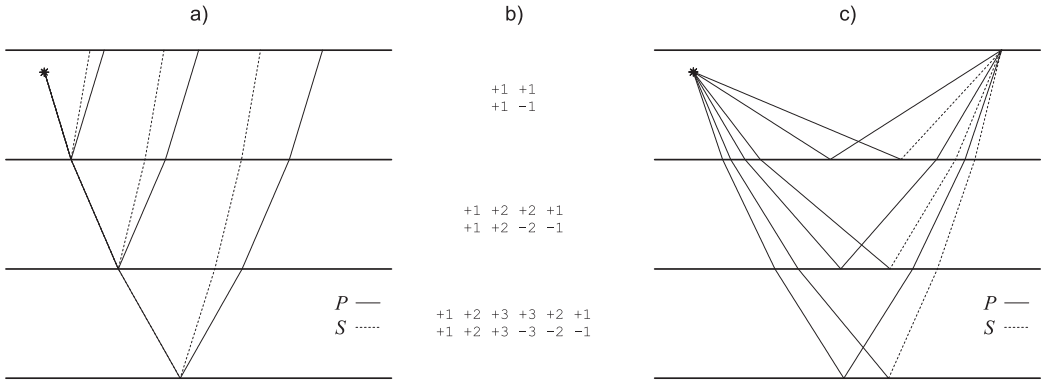 a)
b)
c)
+1 +1
+1 -1
+1 +2 +2 +1
+1 +2 -2 -1
+1 +2 +3 +3 +2 +1
+1 +2 +3 -3 -2 -1
P
S
P
S